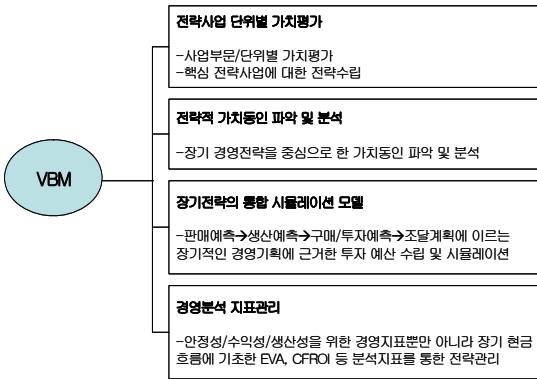 전략사업 단위별 가치평가
-사업부문/단위별 가치평가
-핵심 전략사업에 대한 전략수립
전략적 가치동인 파악 및 분석
-장기 경영전략을 중심으로 한 가치동인 파악 및 분석
VBM
장기전략의 통합 시뮬레이션 모델
-판매예측→생산예측→구매/투자예측→조달계획에 이르는
장기적인 경영기획에 근거한 투자 예산 수립 및 시뮬레이션
경영분석 지표관리
-안정성/수익성/생산성을 위한 경영지표뿐만 아니라 장기 현금
흐름에 기초한 EVA, CFROI 등 분석지표를 통한 전략관리